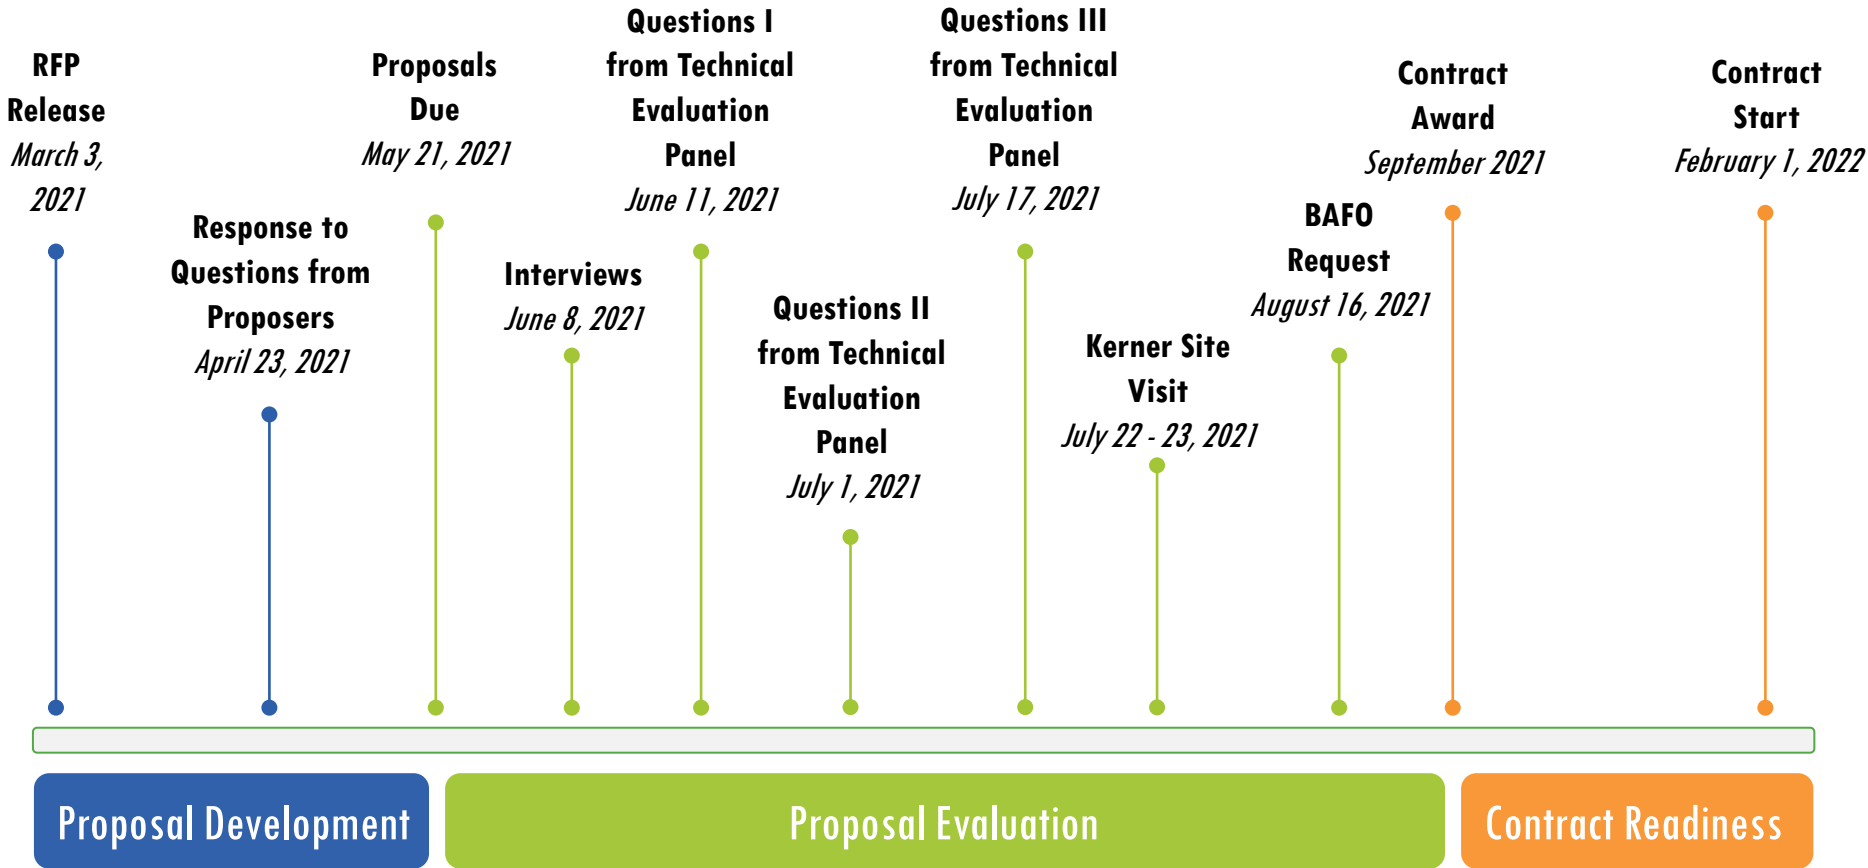 RFP
Release
March 3,
2021
Response to
Questions from
Proposers
April 23, 2021
Proposals
Due
May 21, 2021
Interviews
June 8, 2021
Questions I
from Technical
Evaluation
Panel
June 11, 2021
Questions II
from Technical
Evaluation
Panel
July 1, 2021
Questions III
from Technical
Evaluation
Panel
July 17, 2021
Kerner Site
Visit
July 22 - 23, 2021
BAFO
Request
August 16, 2021
Contract
Award
September 2021
Contract
Start
February 1, 2022
Proposal Development
Proposal Evaluation
Contract Readiness